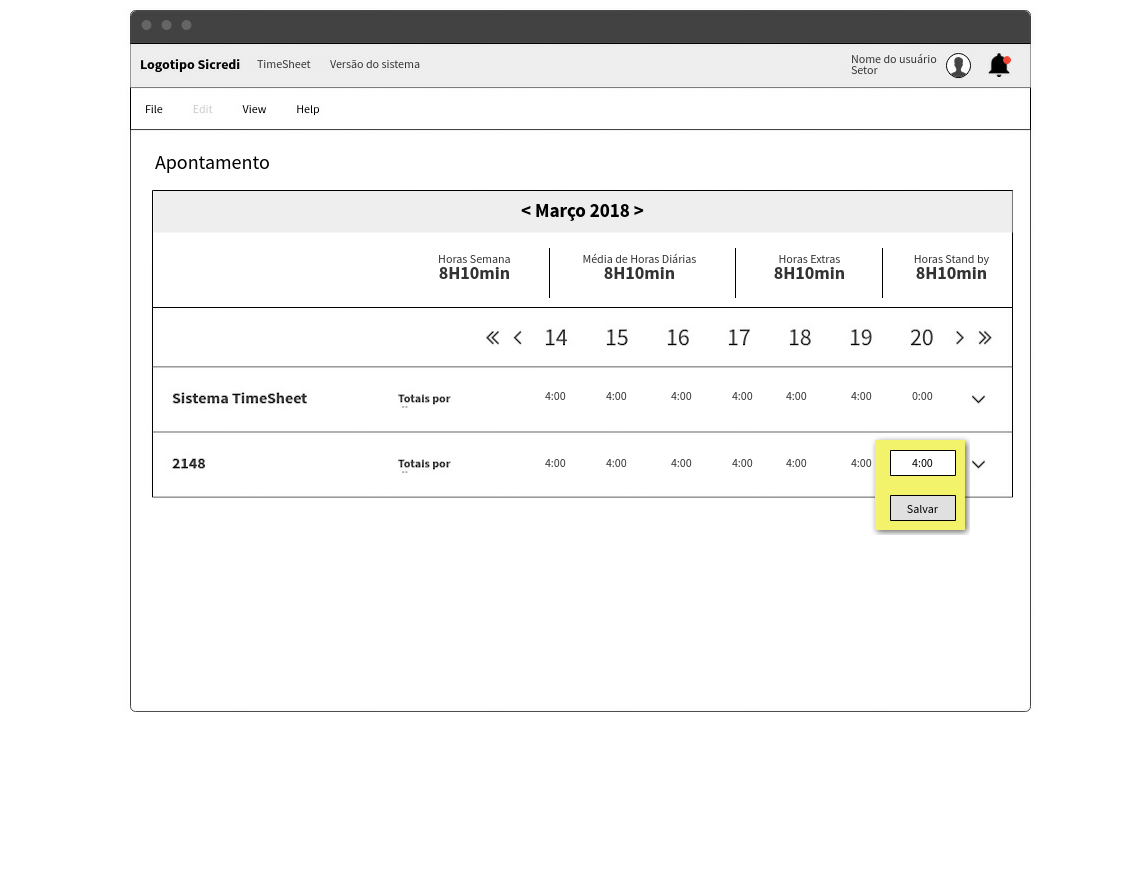 Logotipo Sicredi TimeSheet Versão do sistema Nome do usuário
Setor
File Edit View Help
Apontamento
< Março 2018 >
Horas Semana Média de Horas Diárias Horas Extras Horas Stand by
8H10min 8H10min 8H10min 8H10min
14 15 16 17 18 19 20
Sistema TimeSheet Totais por 4:00 4:00 4:00 4:00 4:00 4:00 0:00
2148 Totais por 4:00 4:00 4:00 4:00 4:00 4:00 4:00
Salvar